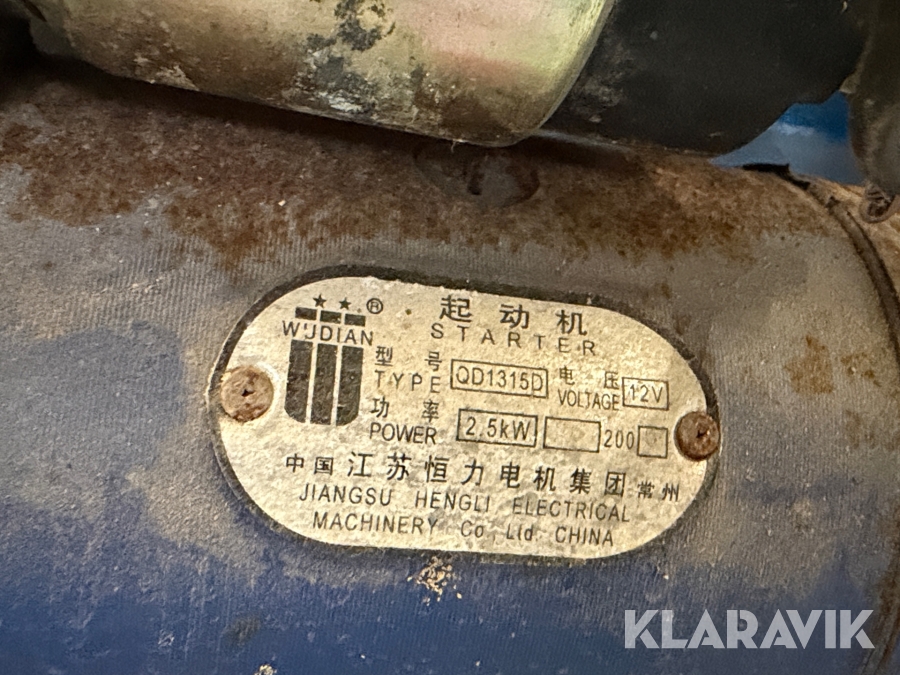 ★★ ®
起动机
STARTER
WUDIAN
型号
TYPE QD1315D
电压
VOLTAGE 12V
功率
POWER 2.5kW 200
中国江苏恒力电机集团 常州
JIANGSU HENGLI ELECTRICAL
MACHINERY Co Ltd CHINA
KLARAVIK